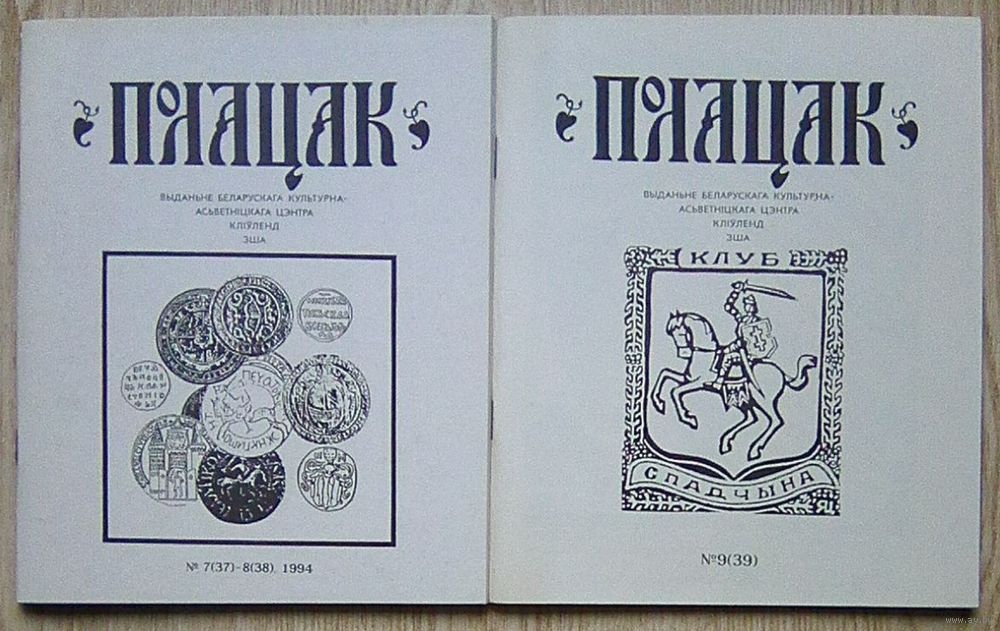 ПОЛАЦАК
ВЫДАНЬНЕ БЕЛАРУСКАГА КУЛЬТУРНА-
АСЬВЕТНІЦКАГА ЦЭНТРА
КЛІЎЛЕНД
ЗША
№ 7(37)-8(38), 1994
ПОЛАЦАК
ВЫДАНЬНЕ БЕЛАРУСКАГА КУЛЬТУРНА-
АСЬВЕТНІЦКАГА ЦЭНТРА
КЛІЎЛЕНД
ЗША
КЛУБ
СПАДЧЫНА
№9(39)